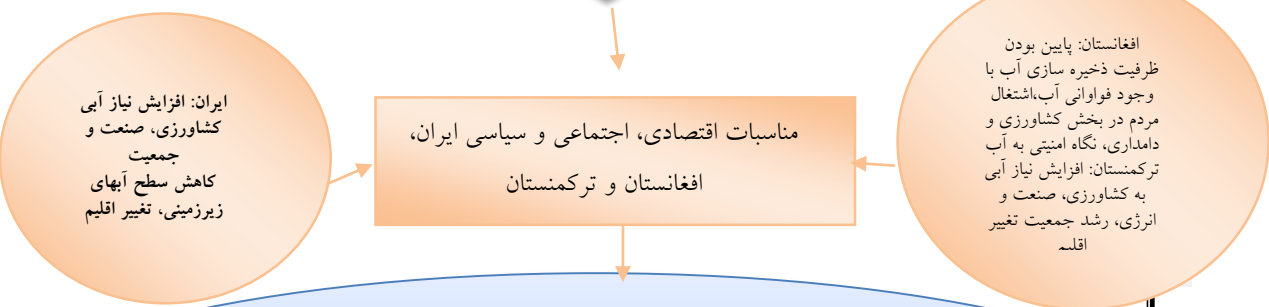 افغانستان: پایین بودن
ظرفیت ذخیره سازی آب با
وجود فواوانی آب،اشتغال
مردم در بخش کشاورزی و
دامداری، نگاه امنیتی به آب
ترکمنستان: افزایش نیاز آبی
به کشاورزی، صنعت و
انرژی، رشد جمعیت تغییر
اقلیم
مناسبات اقتصادی، اجتماعی و سیاسی ایران،
افغانستان و ترکمنستان
ایران: افزایش نیاز آبی
کشاورزی، صنعت و
جمعیت
کاهش سطح آبهای
زیرزمینی، تغییر اقلیم